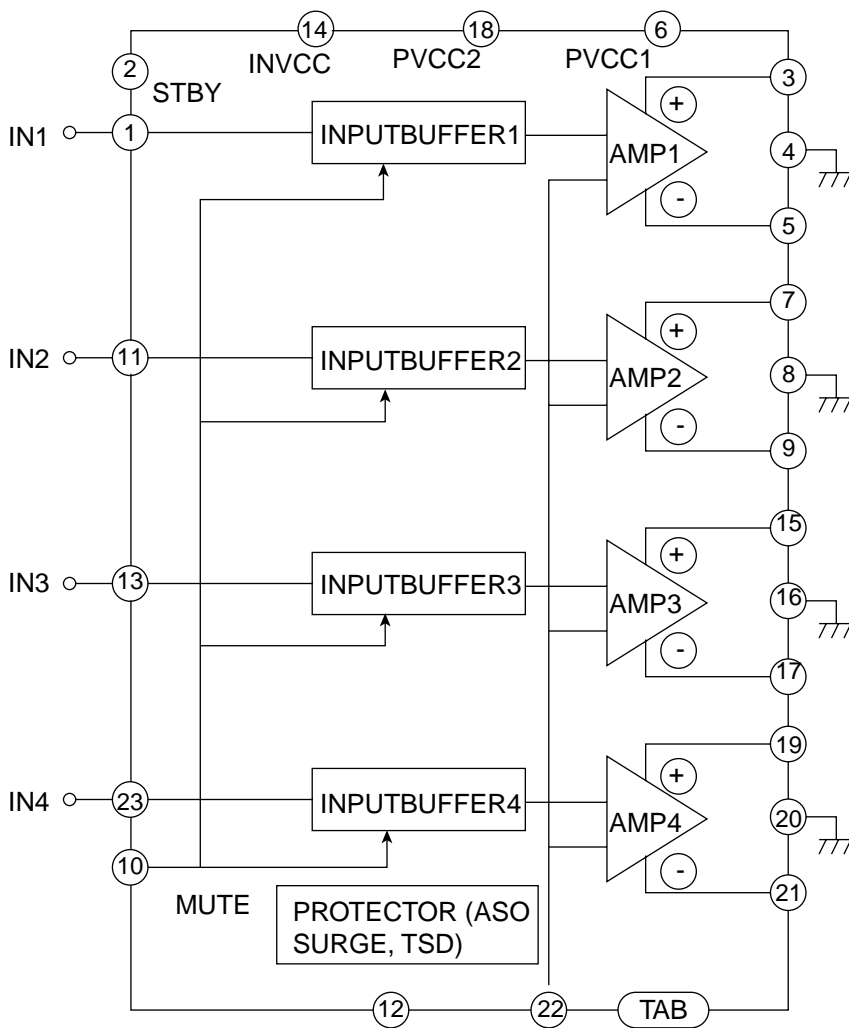 14
18
6
2
INVCC
PVCC2
PVCC1
STBY
3
+
IN1
1
INPUTBUFFER1
AMP1
4
-
5
7
+
IN2
11
INPUTBUFFER2
AMP2
8
-
9
15
+
IN3
13
INPUTBUFFER3
AMP3
16
-
17
19
+
IN4
23
INPUTBUFFER4
AMP4
20
10
-
21
MUTE
PROTECTOR (ASO
SURGE, TSD)
12
22
TAB